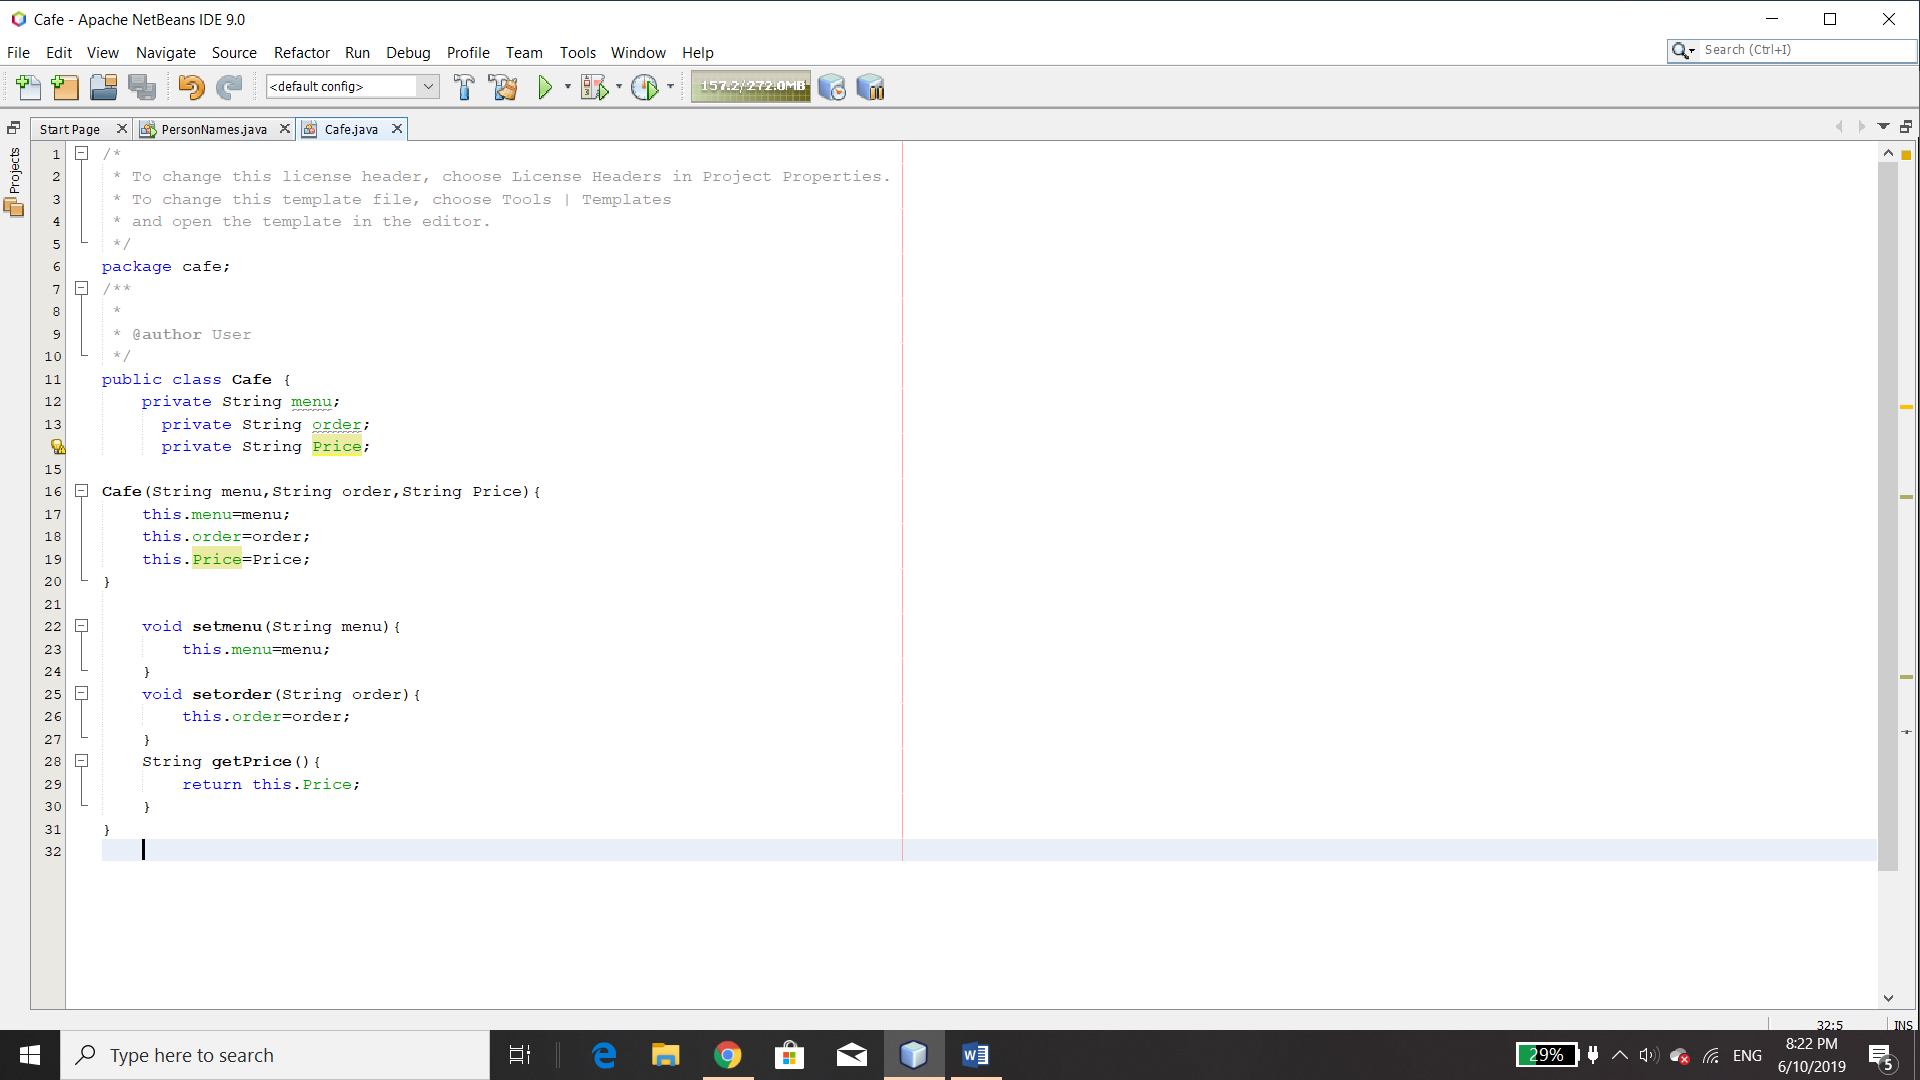 Cafe - Apache NetBeans IDE 9.0
File Edit View Navigate Source Refactor Run Debug Profile Team Tools Window Help
Search (Ctrl+I)
<default config>
157.2/272.0MB
Start Page PersonNames.java Cafe.java
Projects
1 /*
2 * To change this license header, choose License Headers in Project Properties.
3 * To change this template file, choose Tools | Templates
4 * and open the template in the editor.
5 */
6 package cafe;
7 /**
8 *
9 * @author User
10 */
11 public class Cafe {
12 private String menu;
13 private String order;
private String Price;
15
16 Cafe(String menu,String order,String Price){
17 this.menu=menu;
18 this.order=order;
19 this.Price=Price;
20 }
21
22 void setmenu(String menu){
23 this.menu=menu;
24 }
25 void setorder(String order){
26 this.order=order;
27 }
28 String getPrice(){
29 return this.Price;
30 }
31 }
32
32:5 INS
Type here to search
29%
ENG
8:22 PM
6/10/2019
5